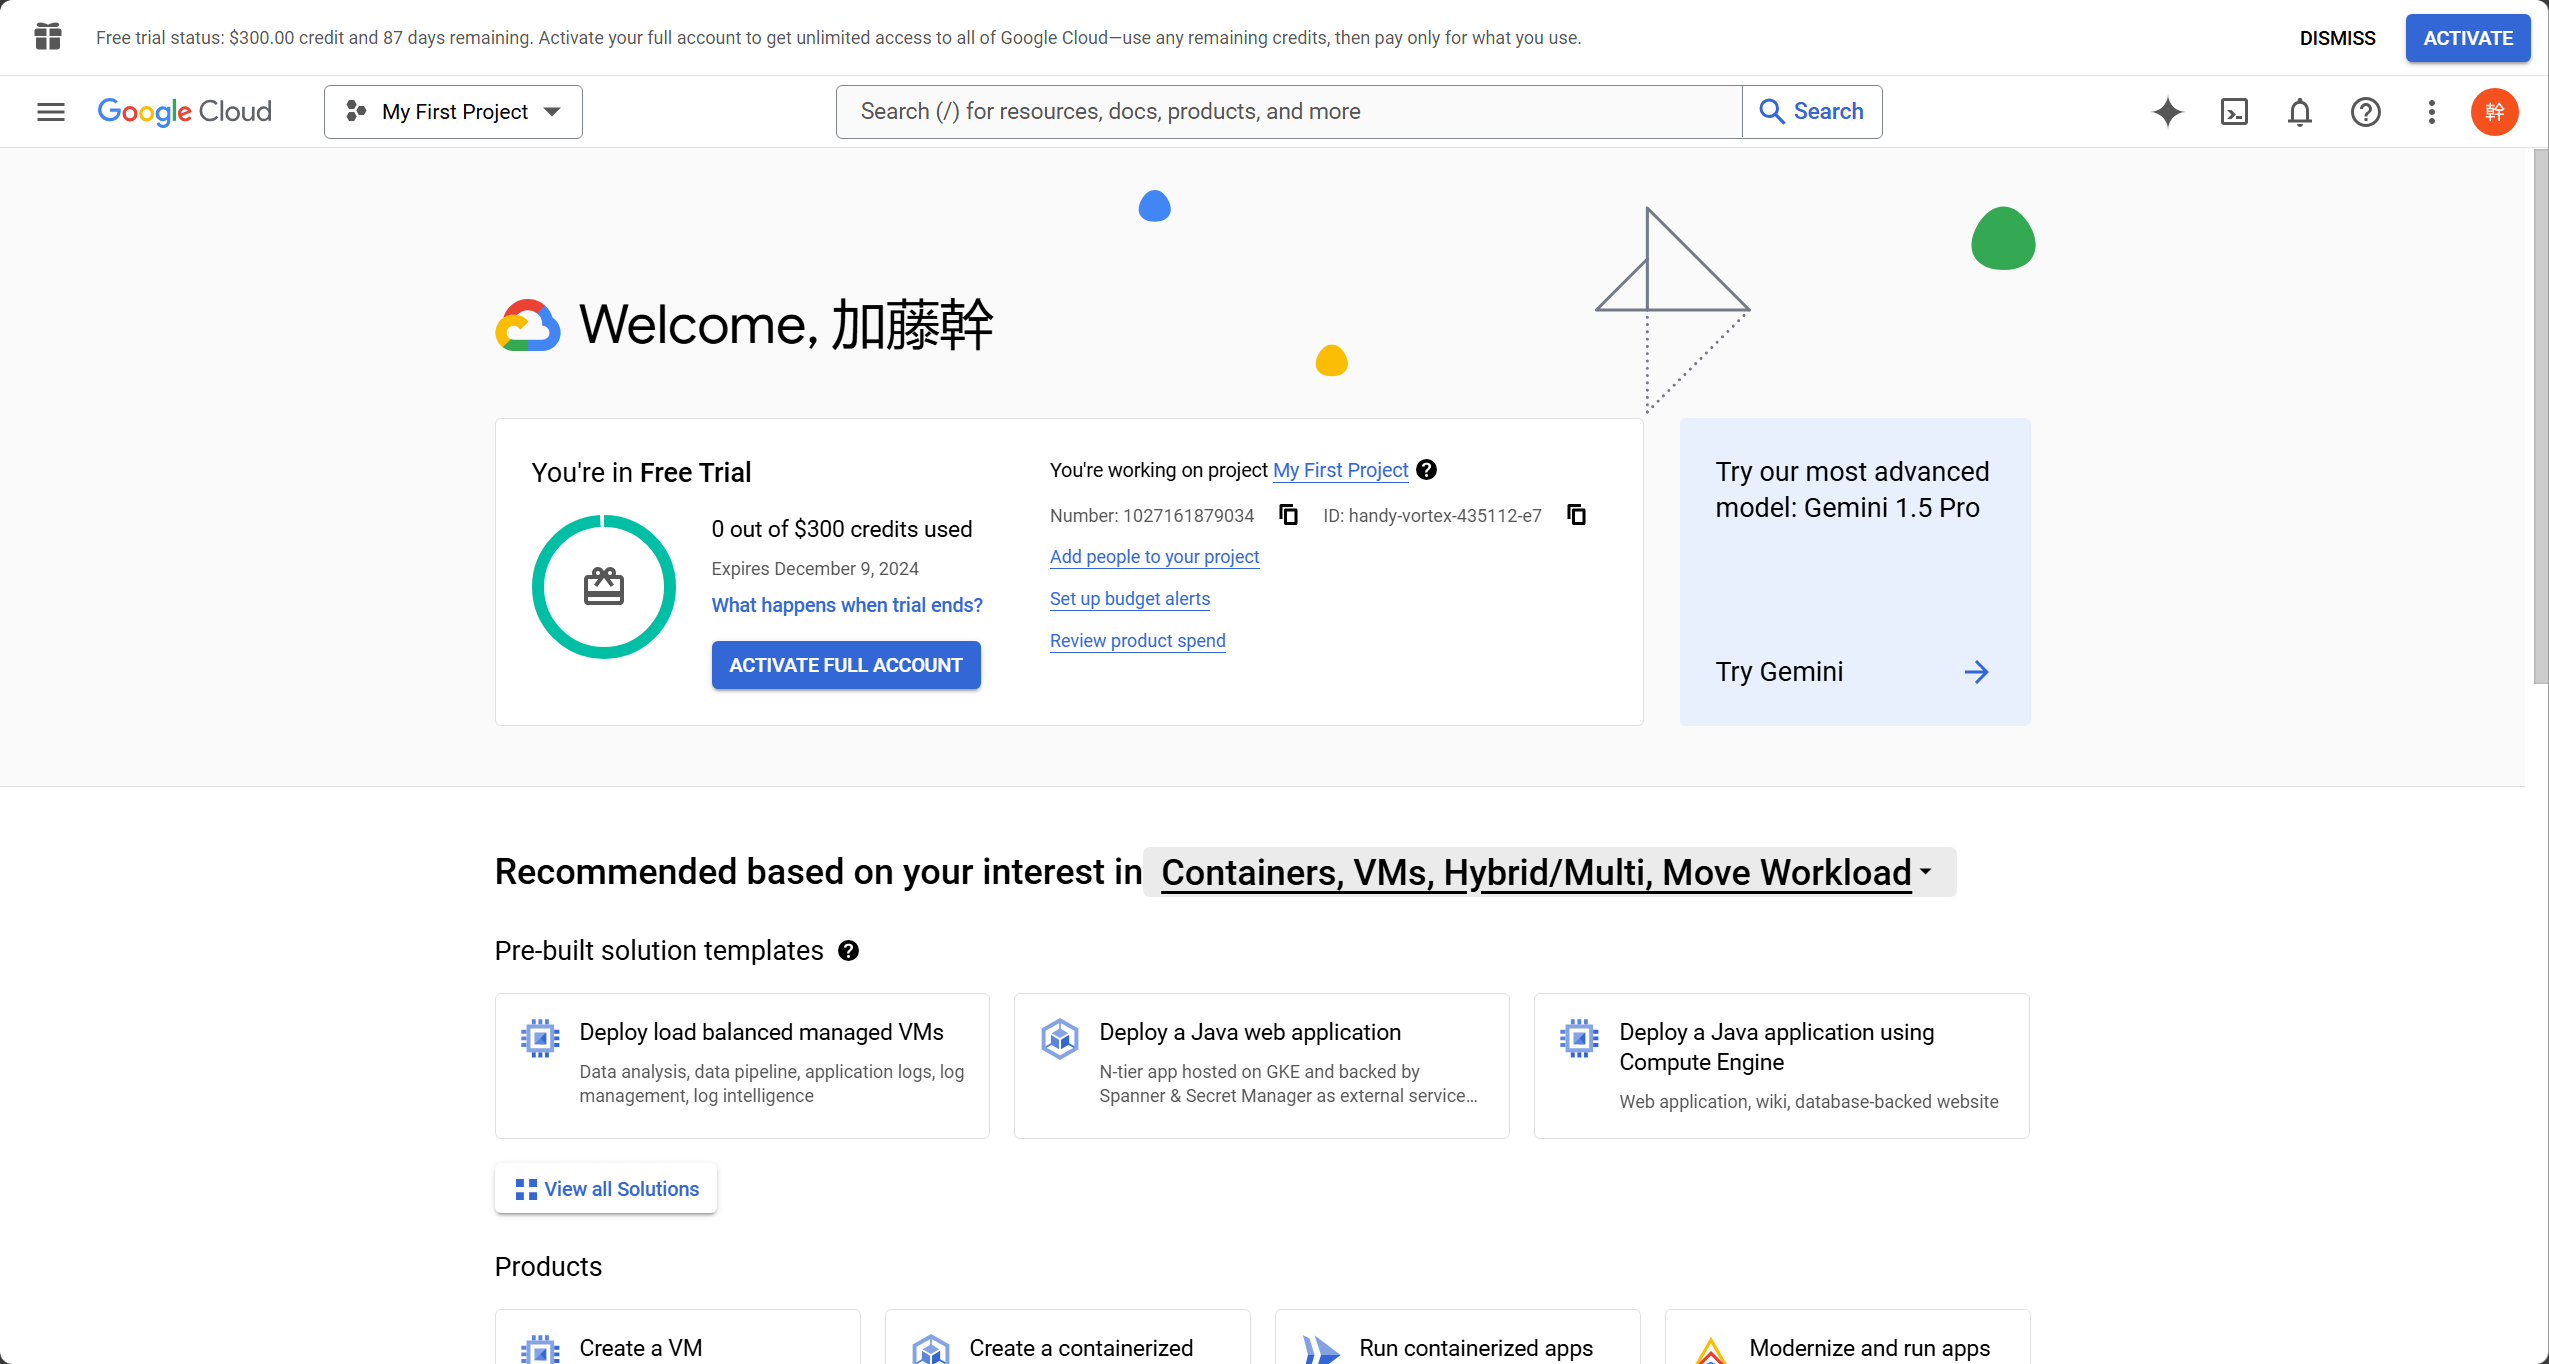 Free trial status: $300.00 credit and 87 days remaining. Activate your full account to get unlimited access to all of Google Cloud—use any remaining credits, then pay only for what you use.
DISMISS
ACTIVATE
Google Cloud
My First Project
Search (/) for resources, docs, products, and more
Search
幹
Welcome, 加藤幹
You're in Free Trial
0 out of $300 credits used
Expires December 9, 2024
What happens when trial ends?
ACTIVATE FULL ACCOUNT
You're working on project My First Project
Number: 1027161879034
ID: handy-vortex-435112-e7
Add people to your project
Set up budget alerts
Review product spend
Try our most advanced
model: Gemini 1.5 Pro
Try Gemini
Recommended based on your interest in Containers, VMs, Hybrid/Multi, Move Workload
Pre-built solution templates
Deploy load balanced managed VMs
Data analysis, data pipeline, application logs, log
management, log intelligence
Deploy a Java web application
N-tier app hosted on GKE and backed by
Spanner & Secret Manager as external service...
Deploy a Java application using
Compute Engine
Web application, wiki, database-backed website
View all Solutions
Products
Create a VM
Create a containerized
Run containerized apps
Modernize and run apps